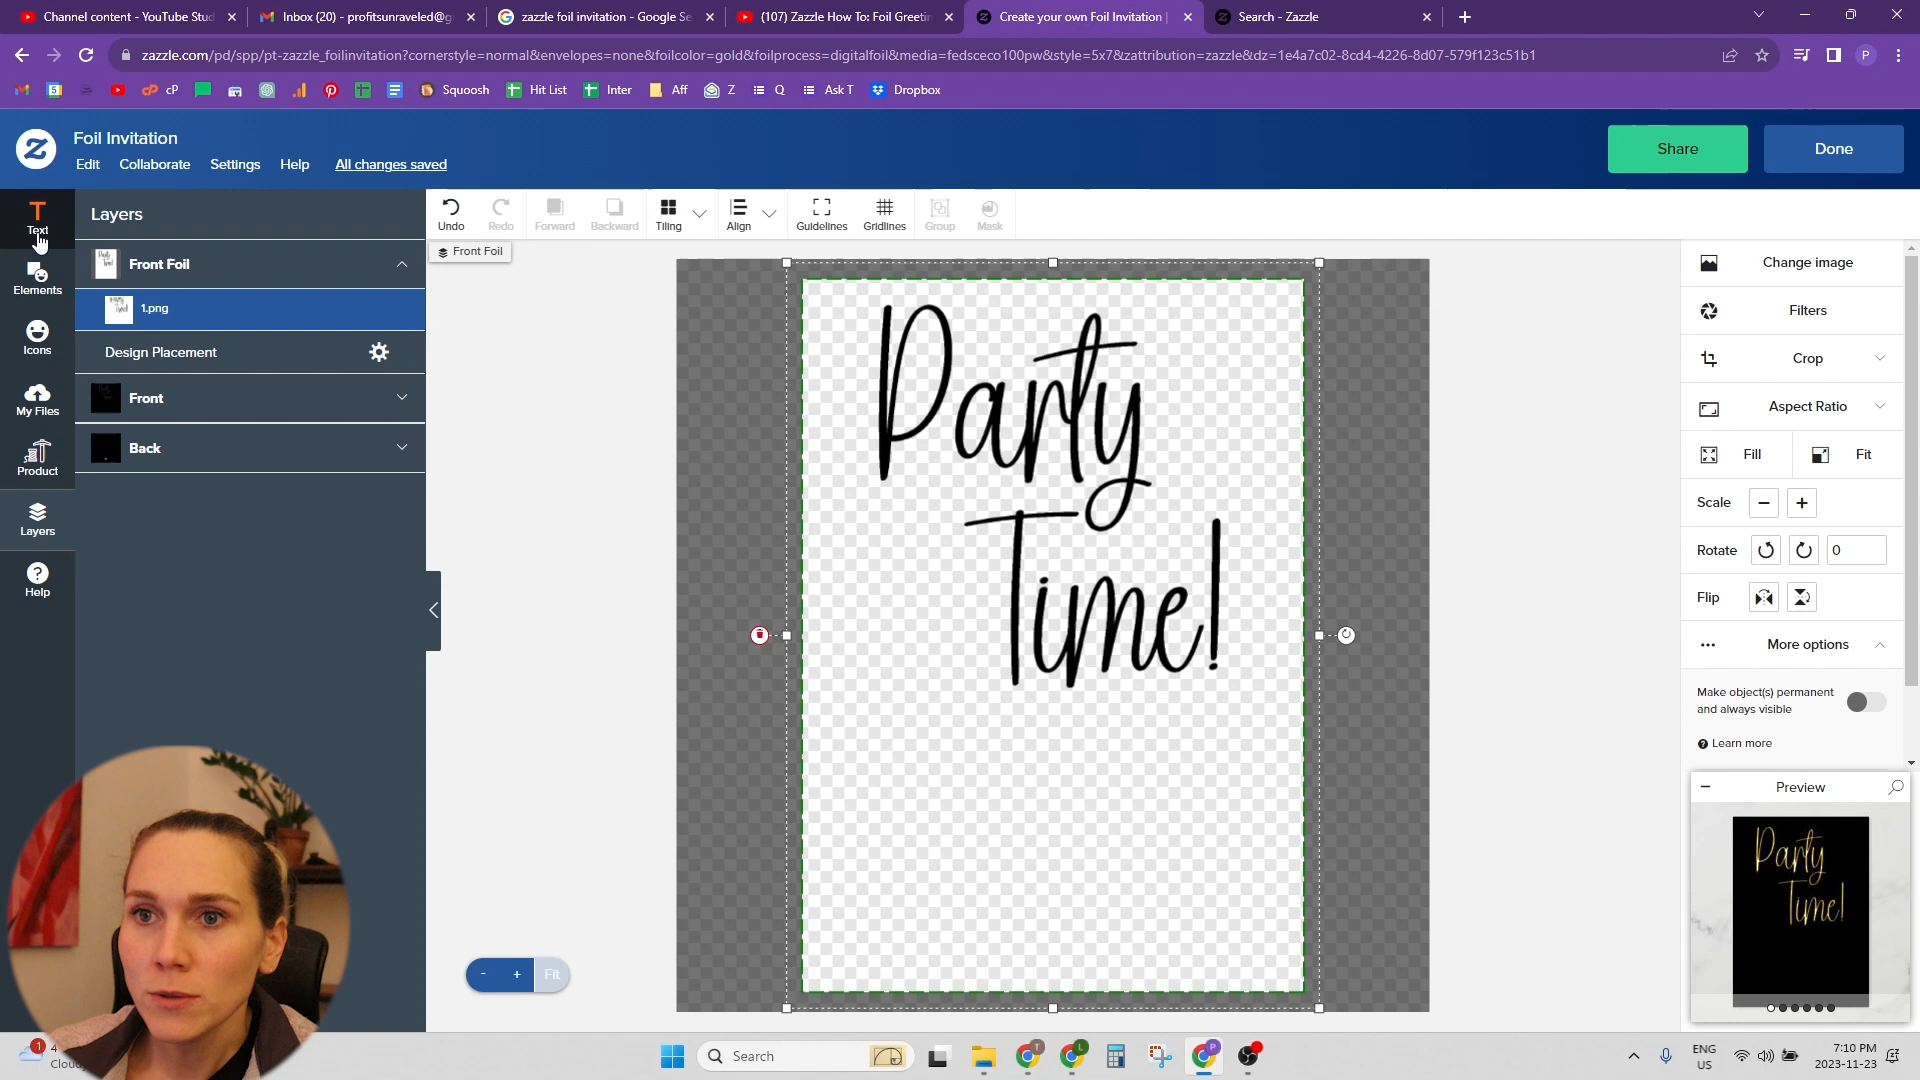 Channel content - YouTube Stud
Inbox (20) - profitsunraveled@g
zazzle foil invitation - Google Se
(107) Zazzle How To: Foil Greetin
Create your own Foil Invitation |
Search - Zazzle
zazzle.com/pd/spp/pt-zazzle_foilinvitation?cornerstyle=normal&envelopes=none&foilcolor=gold&foilprocess=digitalfoil&media=fedsceco100pw&style=5x7&zattribution=zazzle&dz=1e4a7c02-8cd4-4226-8d07-579f123c51b1
P
cP
Squoosh
Hit List
Inter
Aff
Z
Q
Ask T
Dropbox
Foil Invitation
Edit
Collaborate
Settings
Help
All changes saved
Share
Done
Text
Elements
Icons
My Files
Product
Layers
Help
Layers
Front Foil
1.png
Design Placement
Front
Back
Undo
Redo
Forward
Backward
Tiling
Align
Guidelines
Gridlines
Group
Mask
Front Foil
Party
Time!
- + Fit
Change image
Filters
Crop
Aspect Ratio
Fill
Fit
Scale
Rotate
0
Flip
More options
Make object(s) permanent
and always visible
Learn more
Preview
Party
Time!
1
4
Search
ENG
US
7:10 PM
2023-11-23